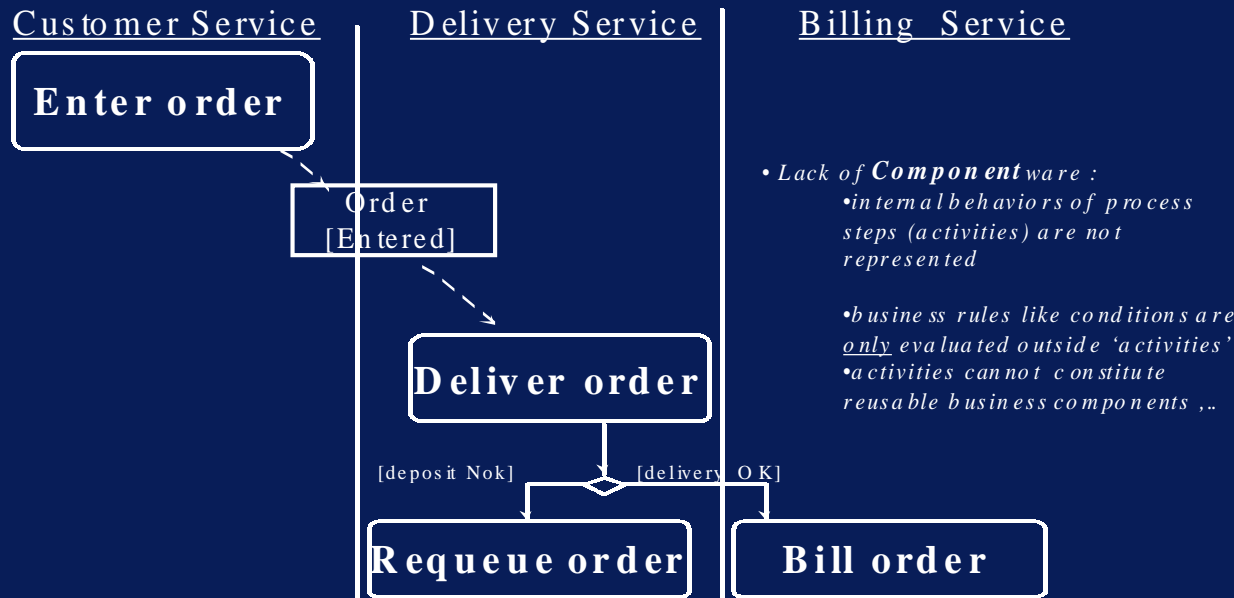 Customer Service
Delivery Service
Billing Service
Enter order
Order
[Entered]
Deliver order
[deposit Nok]
[delivery OK]
Requeue order
Bill order
• Lack of Componentware :
•internal behaviors of process
steps (activities) are not
represented
•business rules like conditions are
only evaluated outside ‘activities’
•activities cannot constitute
reusable business components ,..